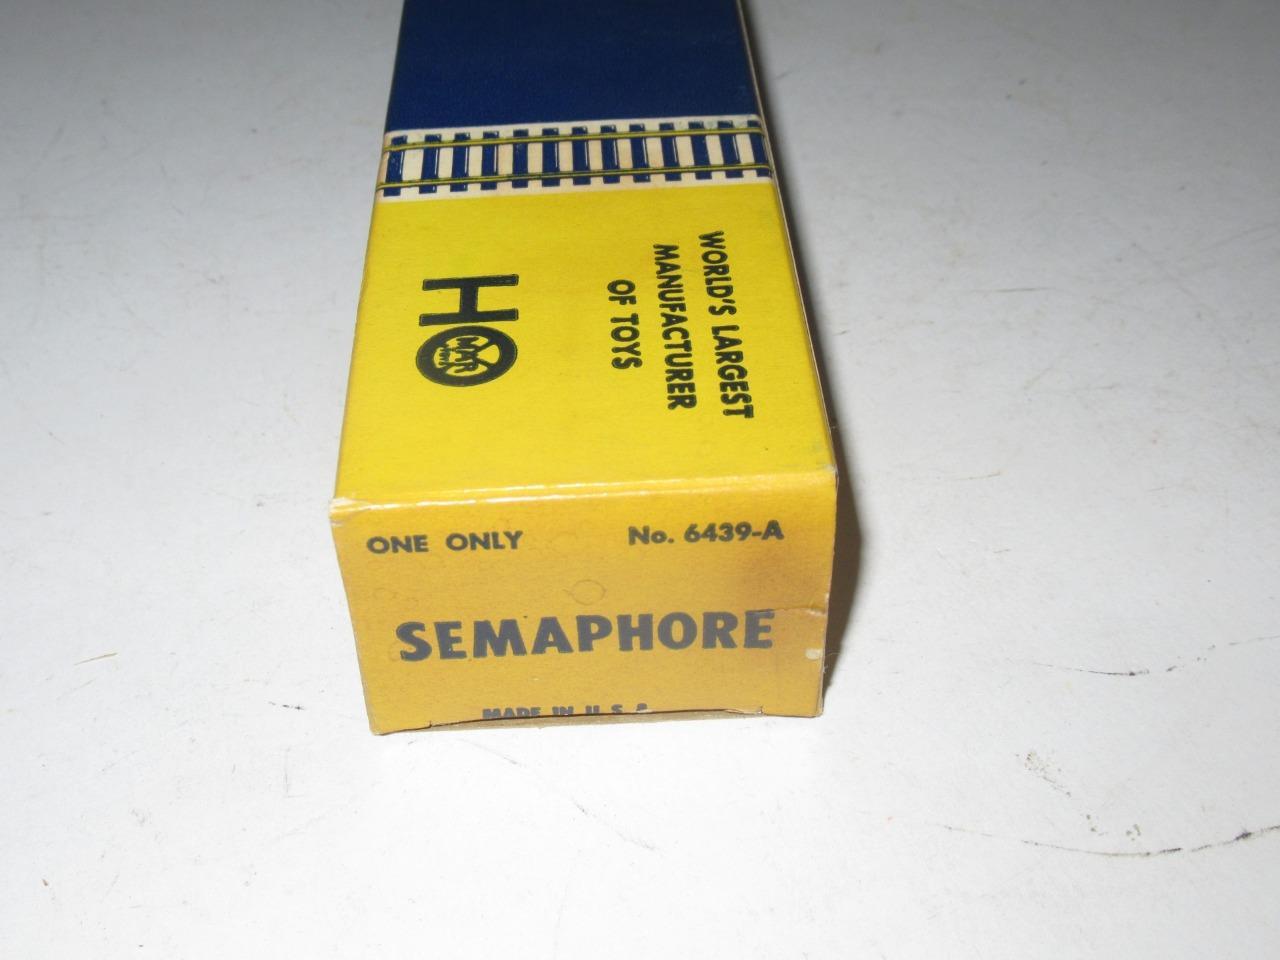 WORLD'S LARGEST
MANUFACTURER
OF TOYS
HO
MAR
ONE ONLY No. 6439-A
SEMAPHORE
MADE IN U.S.A.